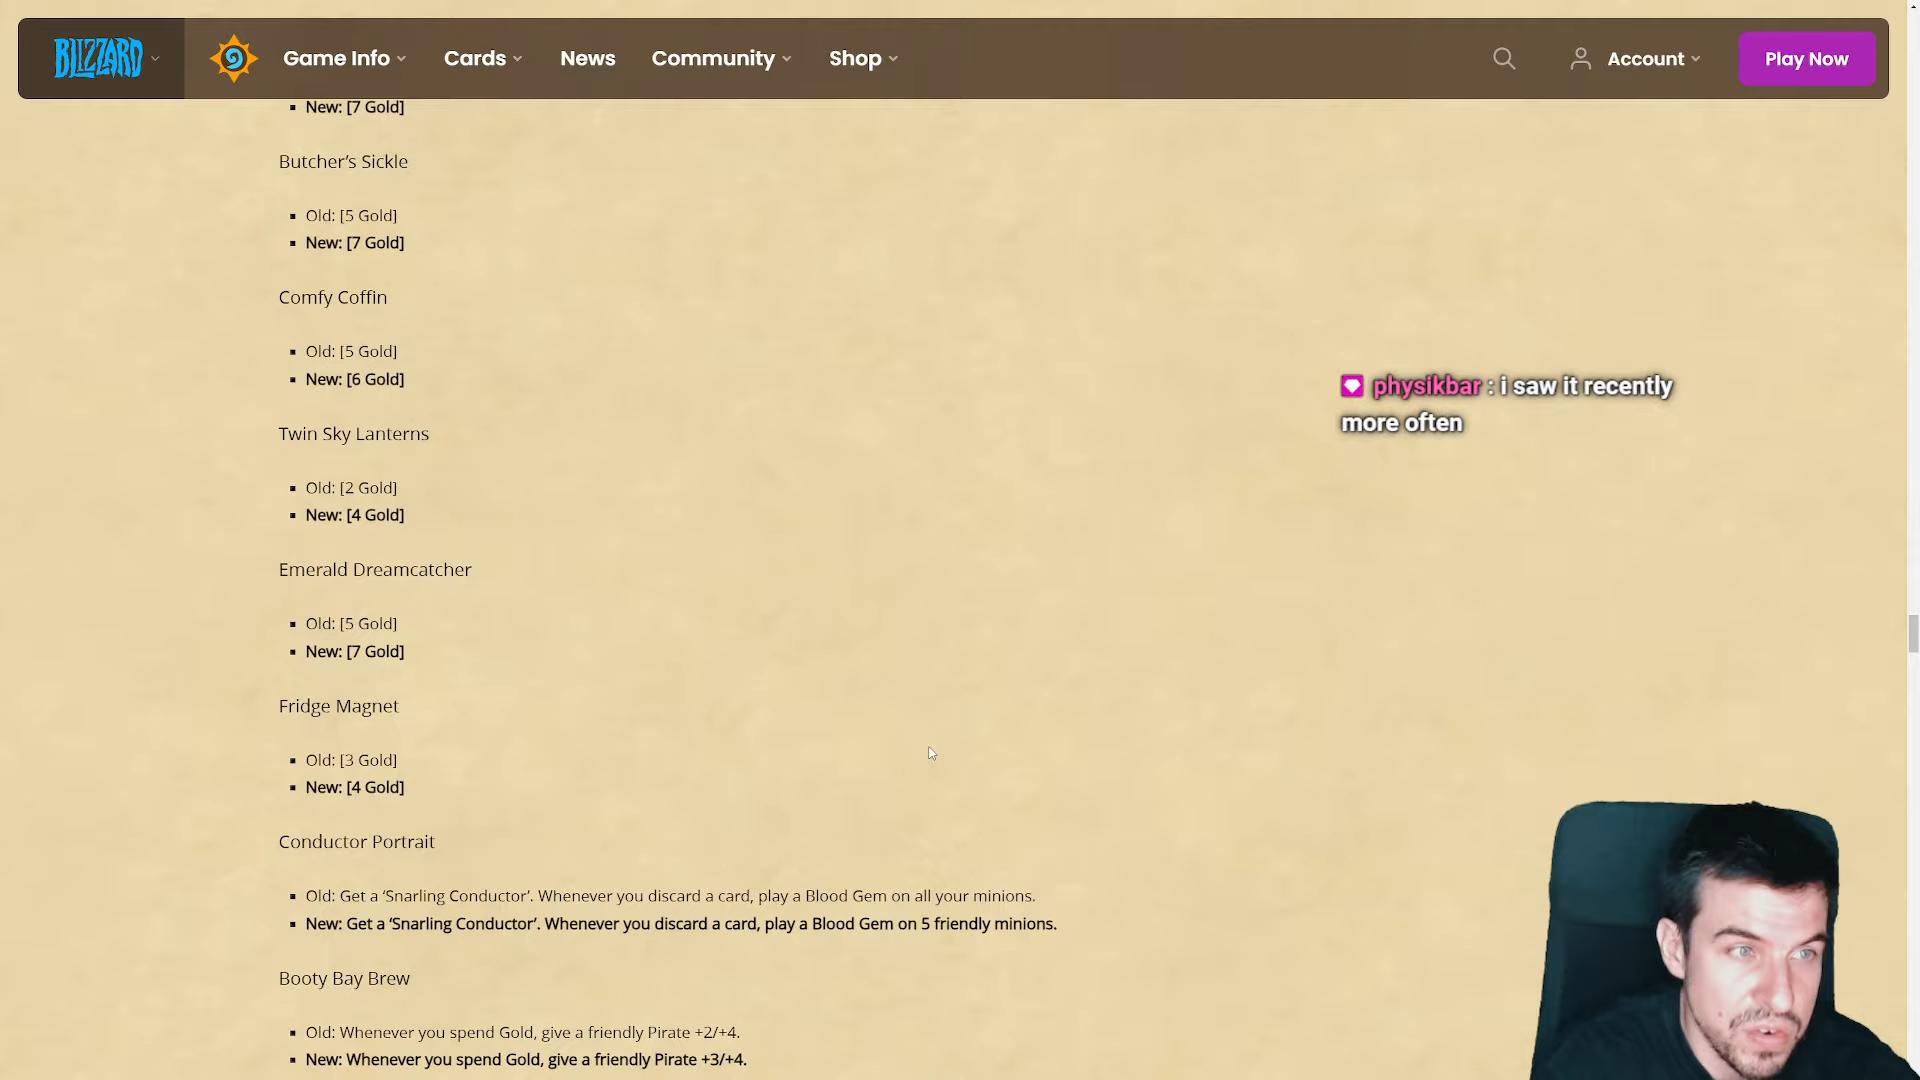 BLIZZARD Game Info Cards News Community Shop Account Play Now
New: [7 Gold]
Butcher’s Sickle
Old: [5 Gold]
New: [7 Gold]
Comfy Coffin
Old: [5 Gold]
New: [6 Gold]
physikbar : i saw it recently
more often
Twin Sky Lanterns
Old: [2 Gold]
New: [4 Gold]
Emerald Dreamcatcher
Old: [5 Gold]
New: [7 Gold]
Fridge Magnet
Old: [3 Gold]
New: [4 Gold]
Conductor Portrait
Old: Get a ‘Snarling Conductor’. Whenever you discard a card, play a Blood Gem on all your minions.
New: Get a ‘Snarling Conductor’. Whenever you discard a card, play a Blood Gem on 5 friendly minions.
Booty Bay Brew
Old: Whenever you spend Gold, give a friendly Pirate +2/+4.
New: Whenever you spend Gold, give a friendly Pirate +3/+4.